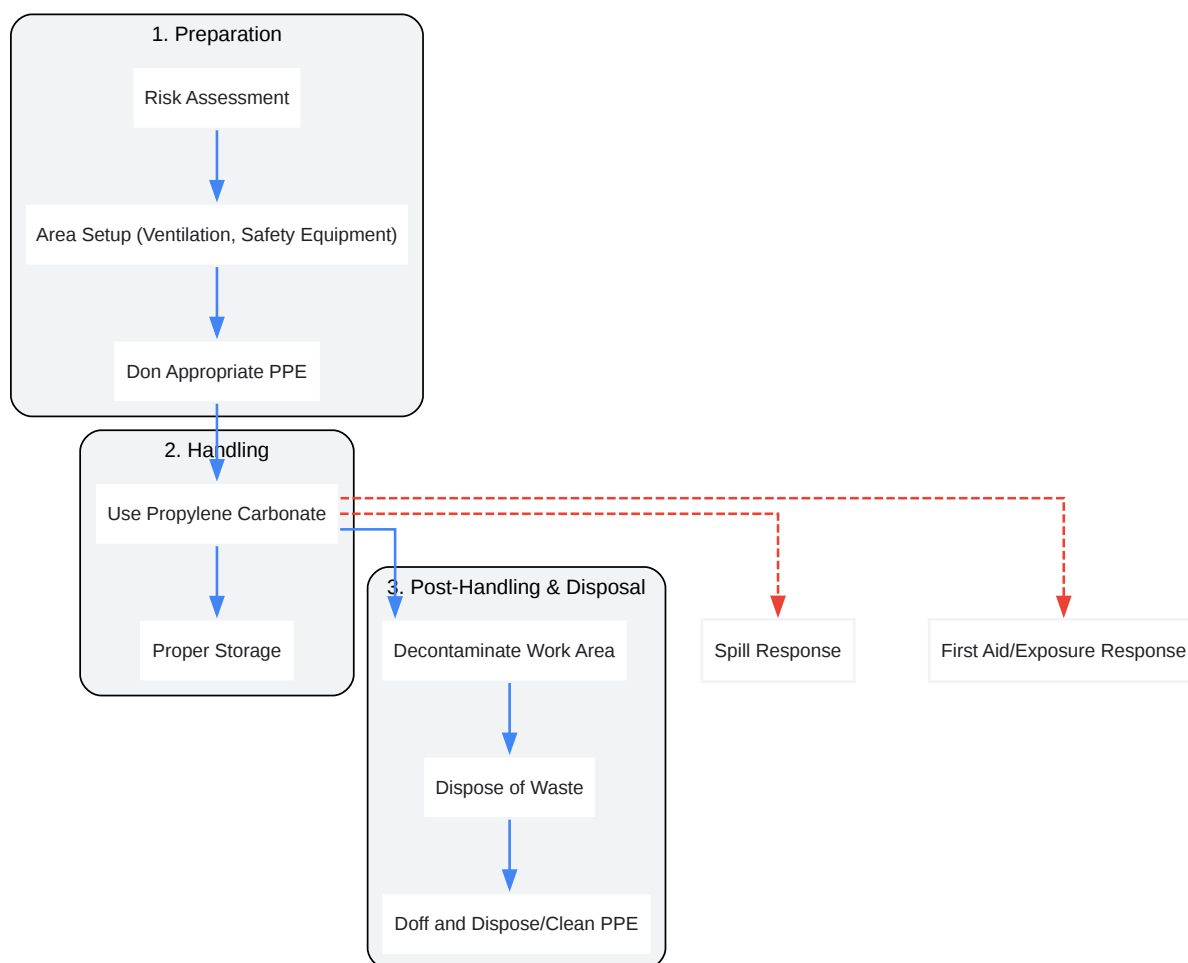 1. Preparation
Risk Assessment
Area Setup (Ventilation, Safety Equipment)
Don Appropriate PPE
2. Handling
Use Propylene Carbonate
Proper Storage
3. Post-Handling & Disposal
Decontaminate Work Area
Dispose of Waste
Doff and Dispose/Clean PPE
Spill Response
First Aid/Exposure Response